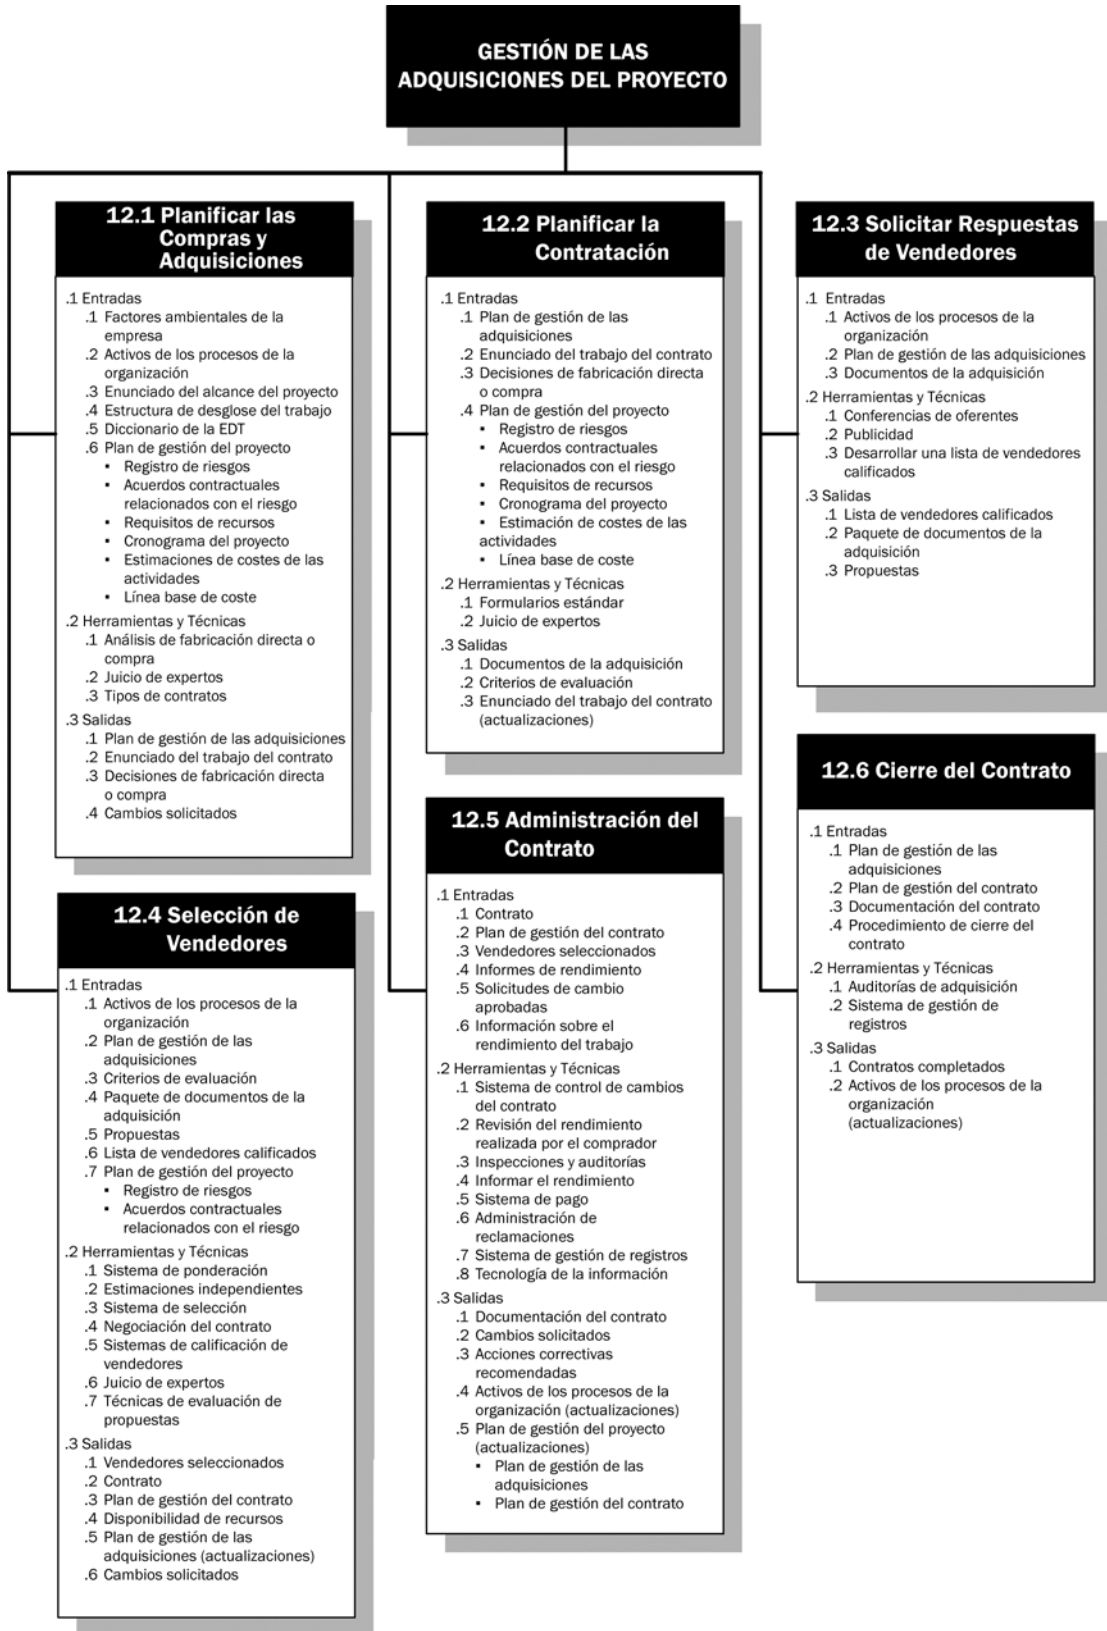 GESTIÓN DE LAS
ADQUISICIONES DEL PROYECTO
12.1 Planificar las
Compras y
Adquisiciones
.1 Entradas
.1 Factores ambientales de la
empresa
.2 Activos de los procesos de la
organización
.3 Enunciado del alcance del proyecto
.4 Estructura de desglose del trabajo
.5 Diccionario de la EDT
.6 Plan de gestión del proyecto
▪ Registro de riesgos
▪ Acuerdos contractuales
relacionados con el riesgo
▪ Requisitos de recursos
▪ Cronograma del proyecto
▪ Estimaciones de costes de las
actividades
▪ Línea base de coste
.2 Herramientas y Técnicas
.1 Análisis de fabricación directa o
compra
.2 Juicio de expertos
.3 Tipos de contratos
.3 Salidas
.1 Plan de gestión de las adquisiciones
.2 Enunciado del trabajo del contrato
.3 Decisiones de fabricación directa
o compra
.4 Cambios solicitados
12.2 Planificar la
Contratación
.1 Entradas
.1 Plan de gestión de las
adquisiciones
.2 Enunciado del trabajo del contrato
.3 Decisiones de fabricación directa
o compra
.4 Plan de gestión del proyecto
▪ Registro de riesgos
▪ Acuerdos contractuales
relacionados con el riesgo
▪ Requisitos de recursos
▪ Cronograma del proyecto
▪ Estimación de costes de las
actividades
▪ Línea base de coste
.2 Herramientas y Técnicas
.1 Formularios estándar
.2 Juicio de expertos
.3 Salidas
.1 Documentos de la adquisición
.2 Criterios de evaluación
.3 Enunciado del trabajo del contrato
(actualizaciones)
12.3 Solicitar Respuestas
de Vendedores
.1 Entradas
.1 Activos de los procesos de la
organización
.2 Plan de gestión de las adquisiciones
.3 Documentos de la adquisición
.2 Herramientas y Técnicas
.1 Conferencias de oferentes
.2 Publicidad
.3 Desarrollar una lista de vendedores
calificados
.3 Salidas
.1 Lista de vendedores calificados
.2 Paquete de documentos de la
adquisición
.3 Propuestas
12.4 Selección de
Vendedores
.1 Entradas
.1 Activos de los procesos de la
organización
.2 Plan de gestión de las
adquisiciones
.3 Criterios de evaluación
.4 Paquete de documentos de la
adquisición
.5 Propuestas
.6 Lista de vendedores calificados
.7 Plan de gestión del proyecto
▪ Registro de riesgos
▪ Acuerdos contractuales
relacionados con el riesgo
.2 Herramientas y Técnicas
.1 Sistema de ponderación
.2 Estimaciones independientes
.3 Sistema de selección
.4 Negociación del contrato
.5 Sistemas de calificación de
vendedores
.6 Juicio de expertos
.7 Técnicas de evaluación de
propuestas
.3 Salidas
.1 Vendedores seleccionados
.2 Contrato
.3 Plan de gestión del contrato
.4 Disponibilidad de recursos
.5 Plan de gestión de las
adquisiciones (actualizaciones)
.6 Cambios solicitados
12.5 Administración del
Contrato
.1 Entradas
.1 Contrato
.2 Plan de gestión del contrato
.3 Vendedores seleccionados
.4 Informes de rendimiento
.5 Solicitudes de cambio
aprobadas
.6 Información sobre el
rendimiento del trabajo
.2 Herramientas y Técnicas
.1 Sistema de control de cambios
del contrato
.2 Revisión del rendimiento
realizada por el comprador
.3 Inspecciones y auditorías
.4 Informar el rendimiento
.5 Sistema de pago
.6 Administración de
reclamaciones
.7 Sistema de gestión de registros
.8 Tecnología de la información
.3 Salidas
.1 Documentación del contrato
.2 Cambios solicitados
.3 Acciones correctivas
recomendadas
.4 Activos de los procesos de la
organización (actualizaciones)
.5 Plan de gestión del proyecto
(actualizaciones)
▪ Plan de gestión de las
adquisiciones
▪ Plan de gestión del contrato
12.6 Cierre del Contrato
.1 Entradas
.1 Plan de gestión de las
adquisiciones
.2 Plan de gestión del contrato
.3 Documentación del contrato
.4 Procedimiento de cierre del
contrato
.2 Herramientas y Técnicas
.1 Auditorías de adquisición
.2 Sistema de gestión de
registros
.3 Salidas
.1 Contratos completados
.2 Activos de los procesos de la
organización
(actualizaciones)